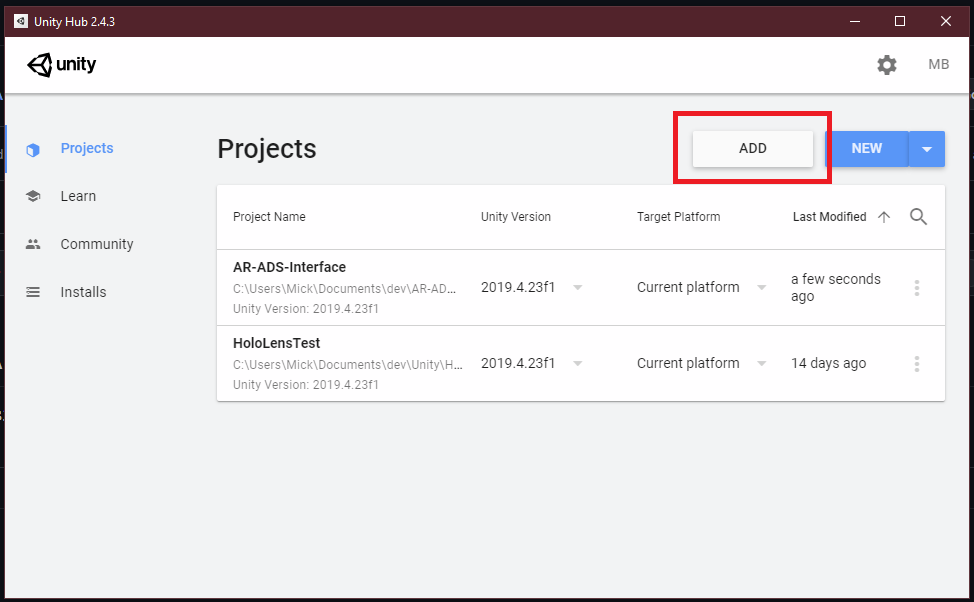 Unity Hub 2.4.3
unity
MB
Projects
Learn
Community
Installs
Projects
ADD
NEW
Project Name Unity Version Target Platform Last Modified
AR-ADS-Interface
C:\Users\Mick\Documents\dev\AR-AD...
Unity Version: 2019.4.23f1
2019.4.23f1
Current platform
a few seconds
ago
HoloLensTest
C:\Users\Mick\Documents\dev\Unity\H...
Unity Version: 2019.4.23f1
2019.4.23f1
Current platform
14 days ago